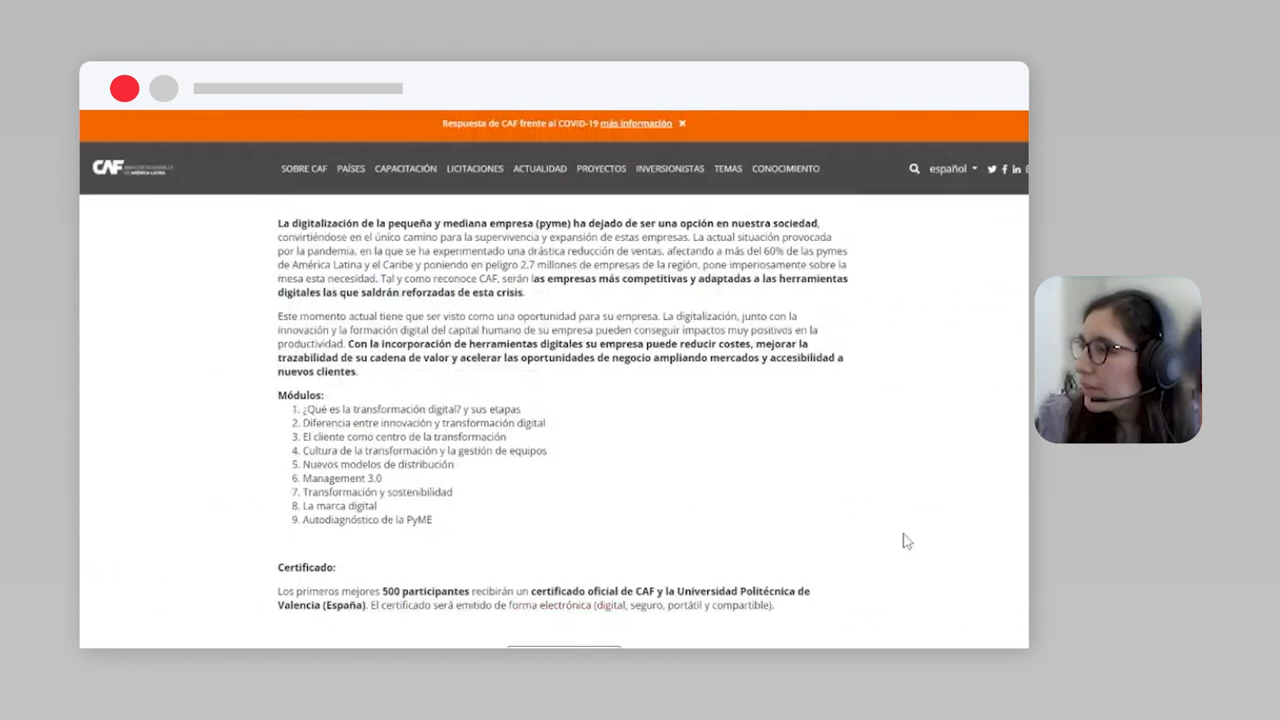 Respuesta de CAF frente al COVID-19 más información ×
CAF
AMÉRICA LATINA
SOBRE CAF PAÍSES CAPACITACIÓN LICITACIONES ACTUALIDAD PROYECTOS INVERSIONISTAS TEMAS CONOCIMIENTO
español
La digitalización de la pequeña y mediana empresa (pyme) ha dejado de ser una opción en nuestra sociedad,
convirtiéndose en el único camino para la supervivencia y expansión de estas empresas. La actual situación provocada
por la pandemia, en la que se ha experimentado una drástica reducción de ventas, afectando a más del 60% de las pymes
de América Latina y el Caribe y poniendo en peligro 2,7 millones de empresas de la región, pone imperiosamente sobre la
mesa esta necesidad. Tal y como reconoce CAF, serán las empresas más competitivas y adaptadas a las herramientas
digitales las que saldrán reforzadas de esta crisis.
Este momento actual tiene que ser visto como una oportunidad para su empresa. La digitalización, junto con la
innovación y la formación digital del capital humano de su empresa pueden conseguir impactos muy positivos en la
productividad. Con la incorporación de herramientas digitales su empresa puede reducir costes, mejorar la
trazabilidad de su cadena de valor y acelerar las oportunidades de negocio ampliando mercados y accesibilidad a
nuevos clientes.
Módulos:
1. ¿Qué es la transformación digital? y sus etapas
2. Diferencia entre innovación y transformación digital
3. El cliente como centro de la transformación
4. Cultura de la transformación y la gestión de equipos
5. Nuevos modelos de distribución
6. Management 3.0
7. Transformación y sostenibilidad
8. La marca digital
9. Autodiagnóstico de la PyME
Certificado:
Los primeros mejores 500 participantes recibirán un certificado oficial de CAF y la Universidad Politécnica de
Valencia (España). El certificado será emitido de forma electrónica (digital, seguro, portátil y compartible).